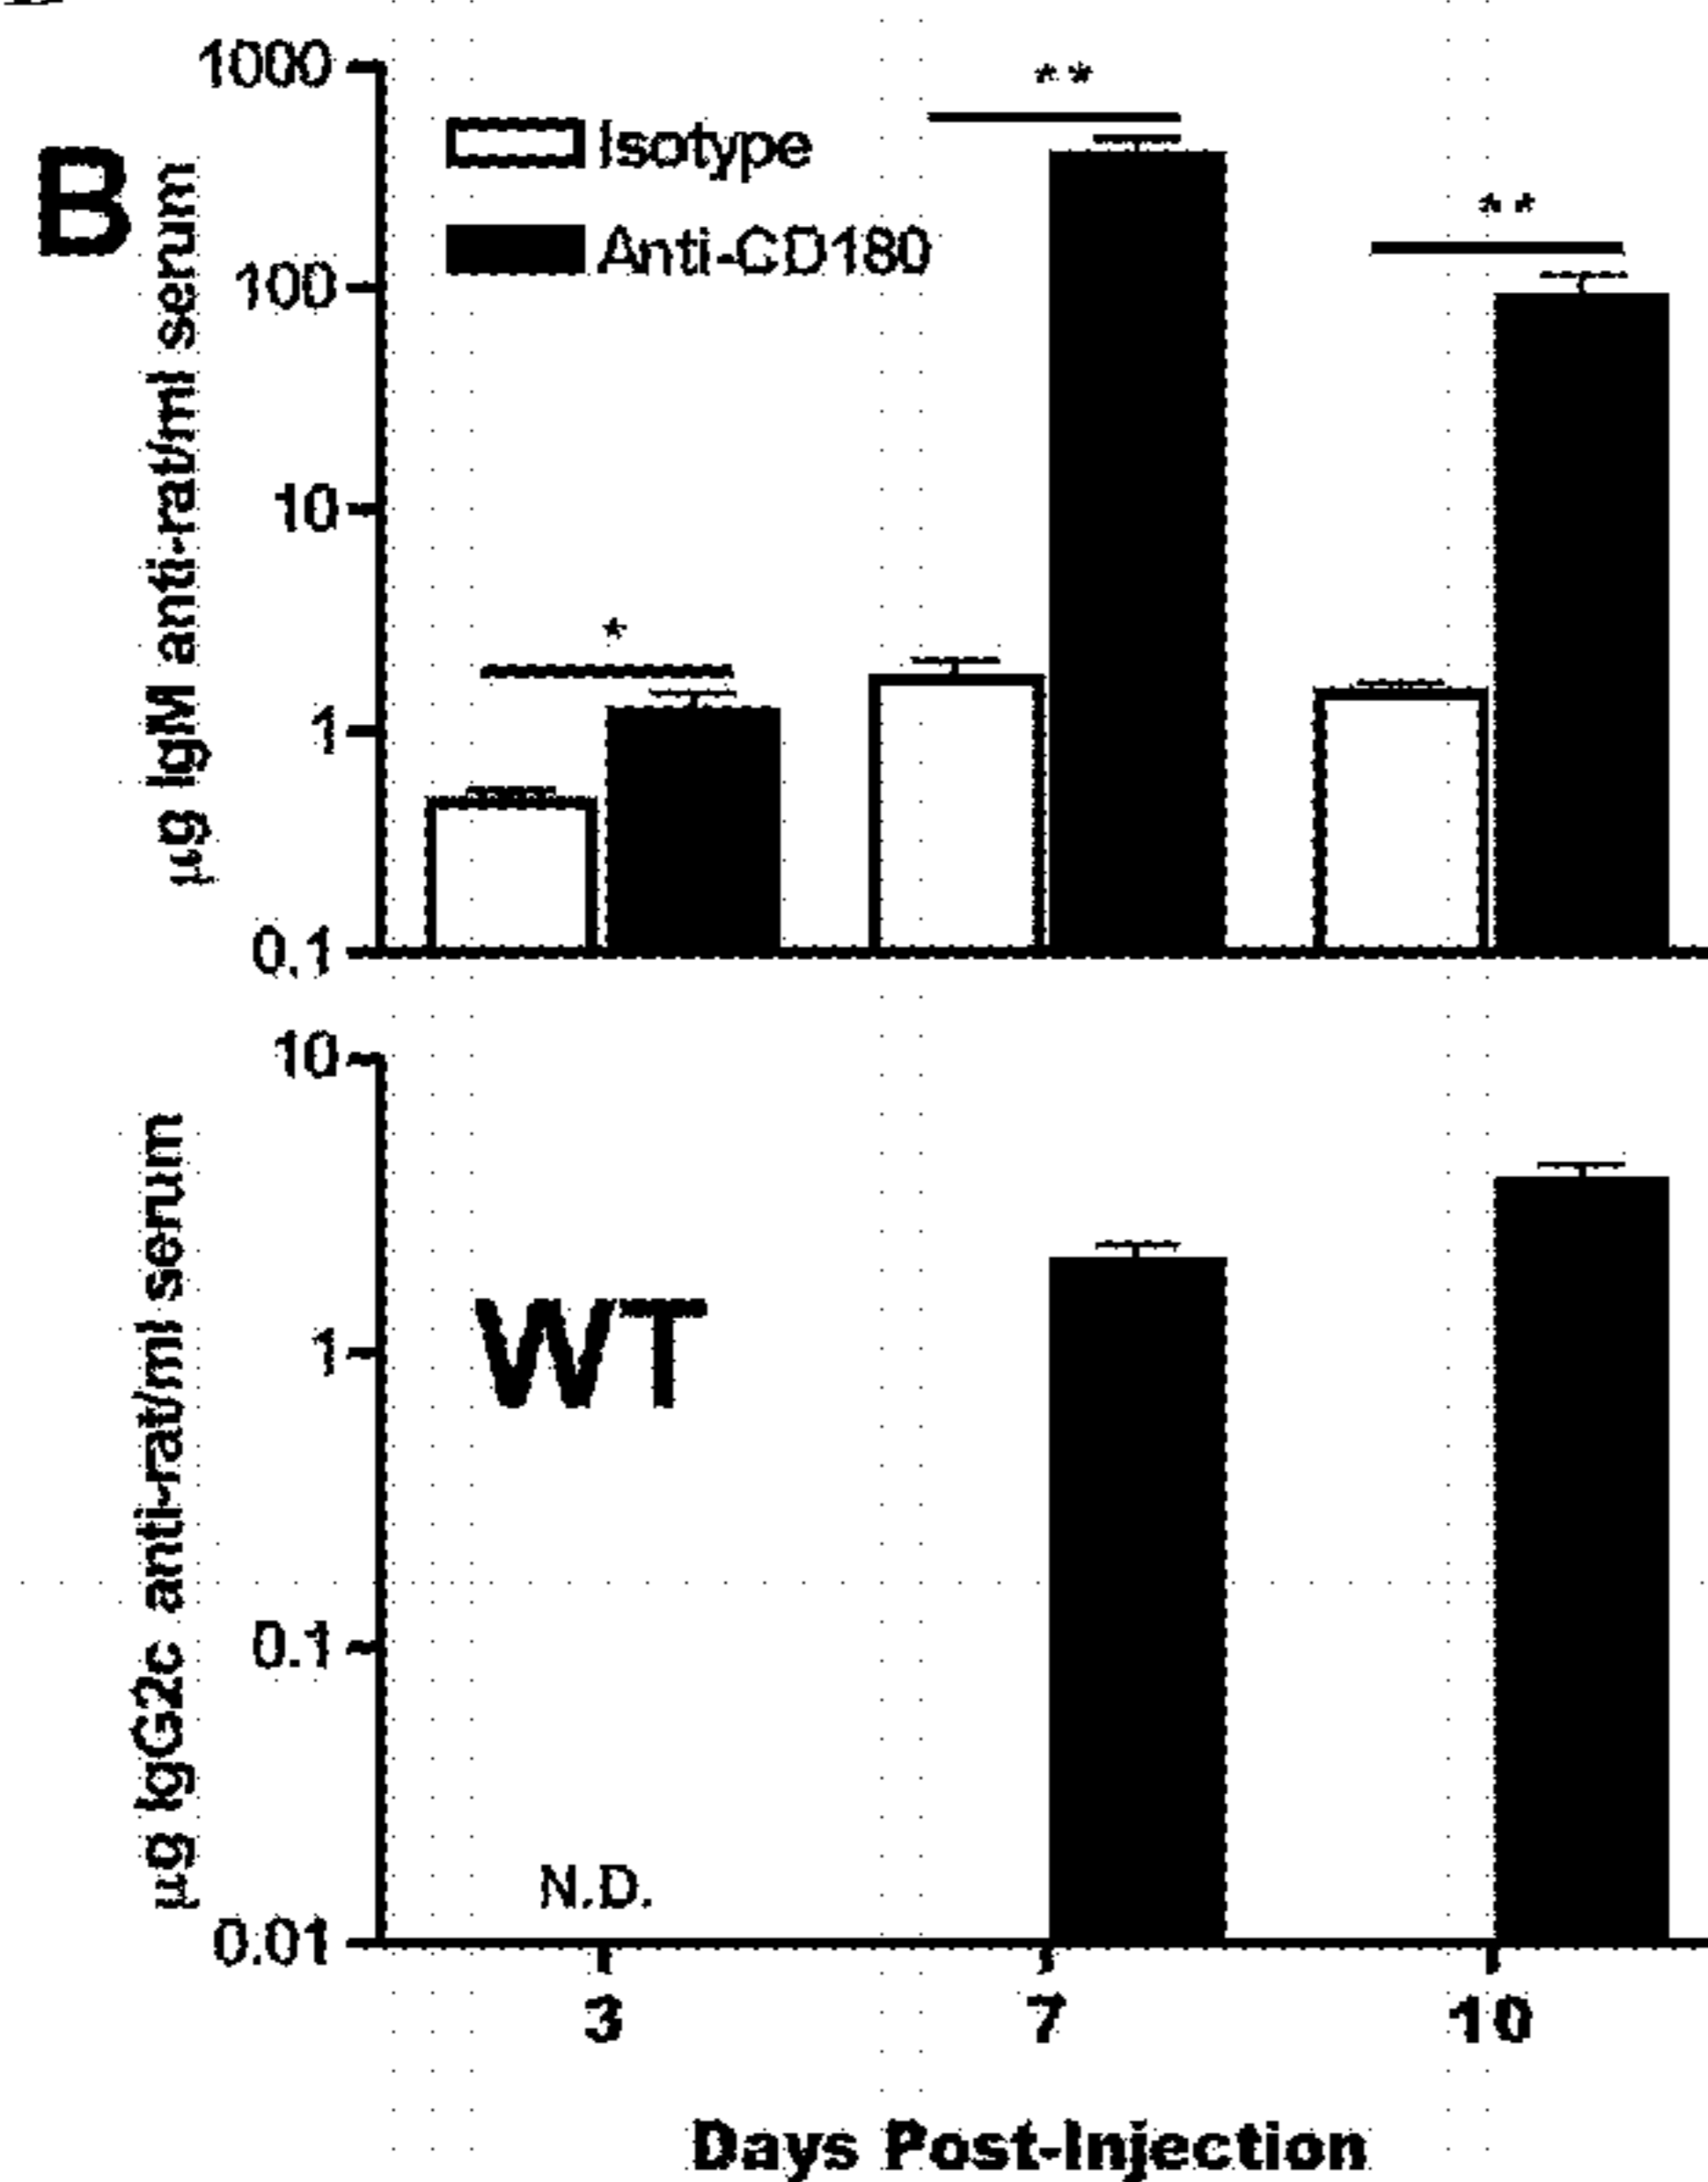 B
µg IgM anti-rat/ml serum
1000
100
10
1
0.1
Isotype
Anti-CD180
*
**
**
µg IgG2c anti-rat/ml serum
10
1
0.1
0.01
WT
N.D.
3 7 10
Days Post-Injection